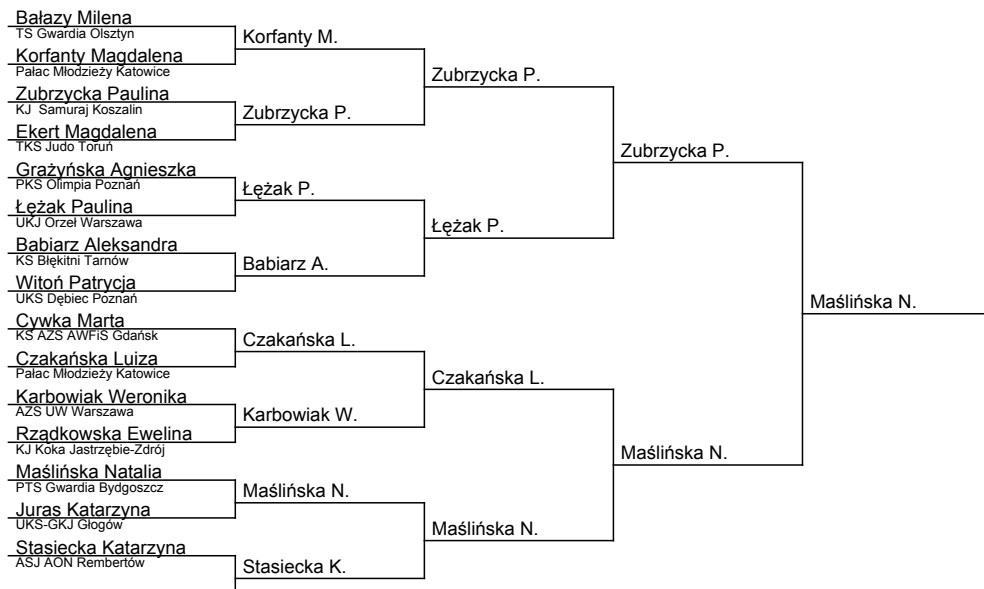 Bałazy Milena
TS Gwardia Olsztyn
Korfanty M.
Korfanty Magdalena
Pałac Młodzieży Katowice
Zubrzycka P.
Zubrzycka Paulina
KJ  Samuraj Koszalin
Zubrzycka P.
Ekert Magdalena
TKS Judo Toruń
Zubrzycka P.
Grażyńska Agnieszka
PKS Olimpia Poznań
Łężak P.
Łężak Paulina
UKJ Orzeł Warszawa
Łężak P.
Babiarz Aleksandra
KS Błękitni Tarnów
Babiarz A.
Witoń Patrycja
UKS Dębiec Poznań
Maślińska N.
Cywka Marta
KS AZS AWFiS Gdańsk
Czakańska L.
Czakańska Luiza
Pałac Młodzieży Katowice
Czakańska L.
Karbowiak Weronika
AZS UW Warszawa
Karbowiak W.
Rządkowska Ewelina
KJ Koka Jastrzębie-Zdrój
Maślińska N.
Maślińska Natalia
PTS Gwardia Bydgoszcz
Maślińska N.
Juras Katarzyna
UKS-GKJ Głogów
Maślińska N.
Stasiecka Katarzyna
ASJ AON Rembertów
Stasiecka K.